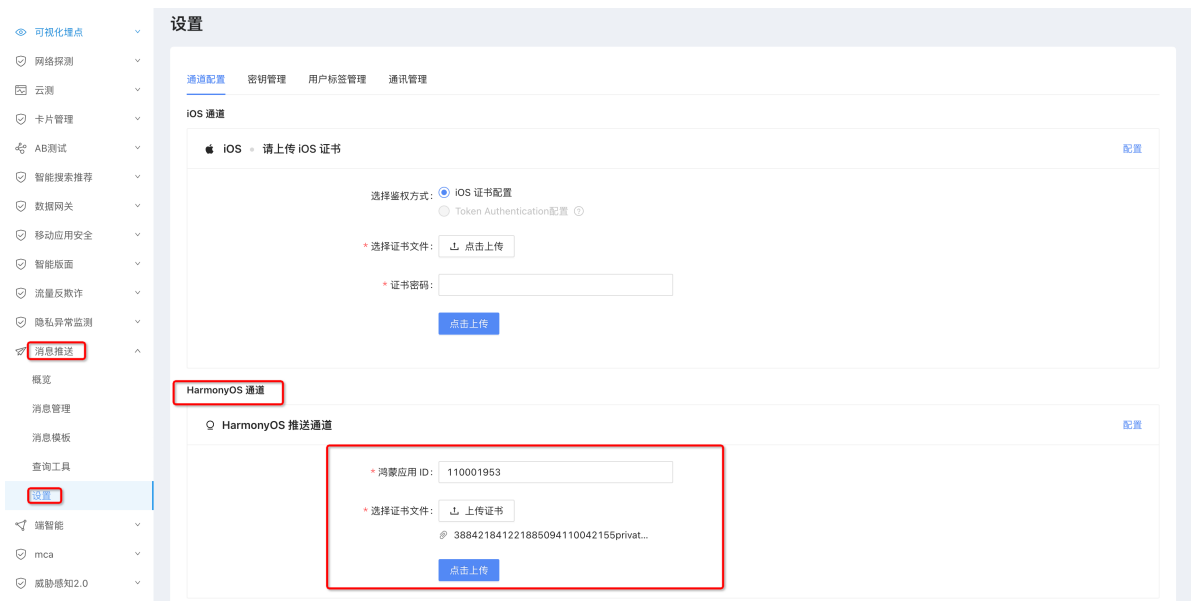 可视化埋点
网络探测
云测
卡片管理
AB测试
智能搜索推荐
数据网关
移动应用安全
智能版面
流量反欺诈
隐私异常监测
消息推送
概览
消息管理
消息模板
查询工具
设置
端智能
mca
威胁感知2.0
设置
通道配置 密钥管理 用户标签管理 通讯管理
iOS 通道
iOS 请上传 iOS 证书 配置
选择鉴权方式: iOS 证书配置
Token Authentication配置
* 选择证书文件: 点击上传
* 证书密码:
点击上传
HarmonyOS 通道
HarmonyOS 推送通道 配置
* 鸿蒙应用 ID: 110001953
* 选择证书文件: 上传证书
388421841221885094110042155privat...
点击上传